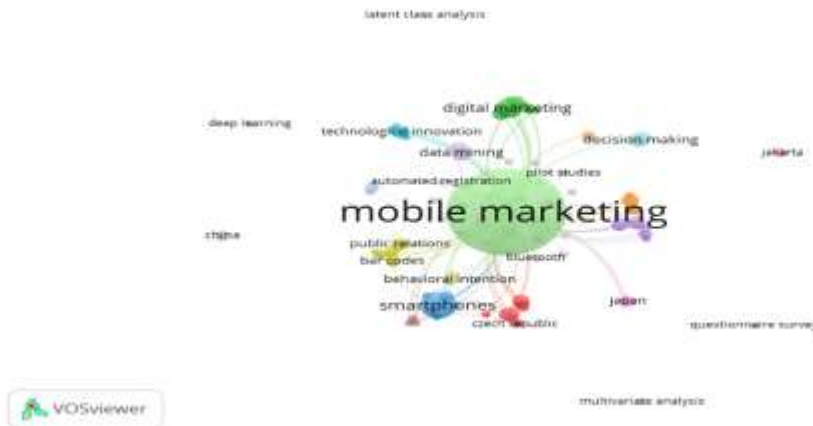 latent class analysis
digital marketing
deep learning
technological innovation
decision making
data mining
jakarta
pilot studies
automated registration
mobile marketing
china
public relations
bar codes
bluetooth
behavioral intention
smartphones
japan
czech republic
questionnaire survey
multivariate analysis
VOSviewer